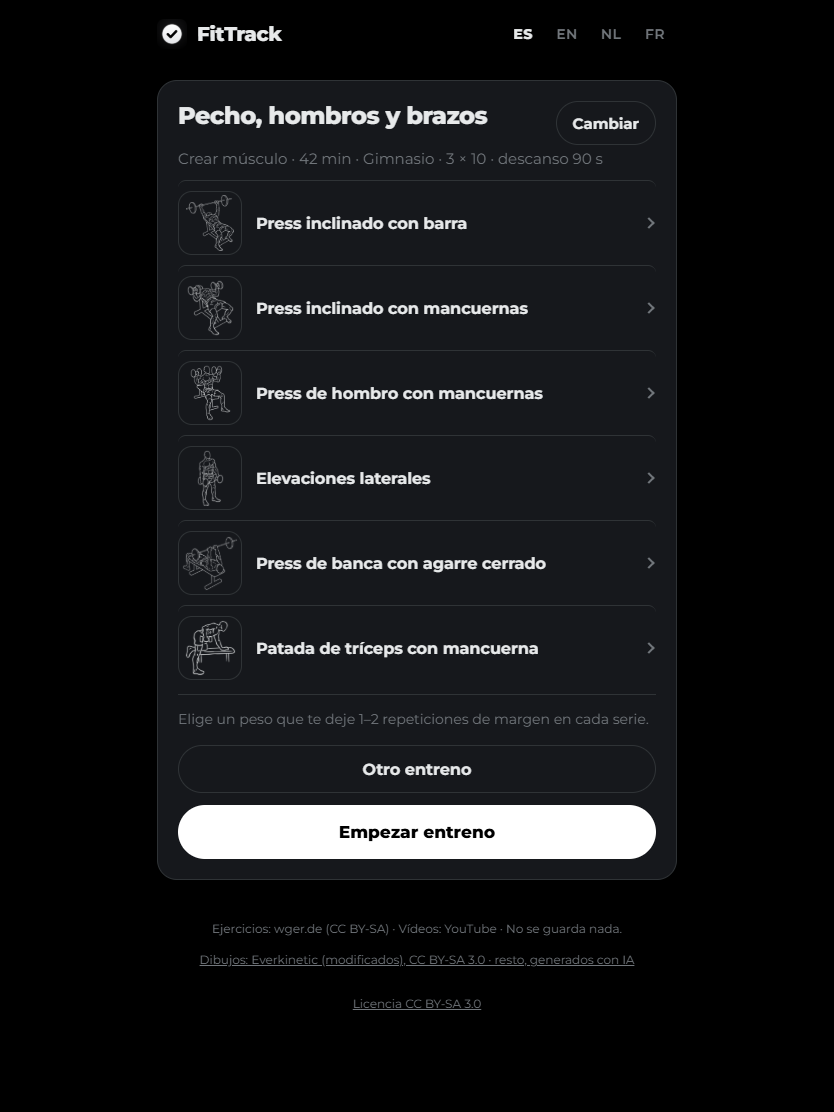 FitTrack
ES EN NL FR
Pecho, hombros y brazos
Cambiar
Crear músculo · 42 min · Gimnasio · 3 × 10 · descanso 90 s
Press inclinado con barra
Press inclinado con mancuernas
Press de hombro con mancuernas
Elevaciones laterales
Press de banca con agarre cerrado
Patada de tríceps con mancuerna
Elige un peso que te deje 1–2 repeticiones de margen en cada serie.
Otro entreno
Empezar entreno
Ejercicios: wger.de (CC BY-SA) · Vídeos: YouTube · No se guarda nada.
Dibujos: Everkinetic (modificados), CC BY-SA 3.0 · resto, generados con IA
Licencia CC BY-SA 3.0